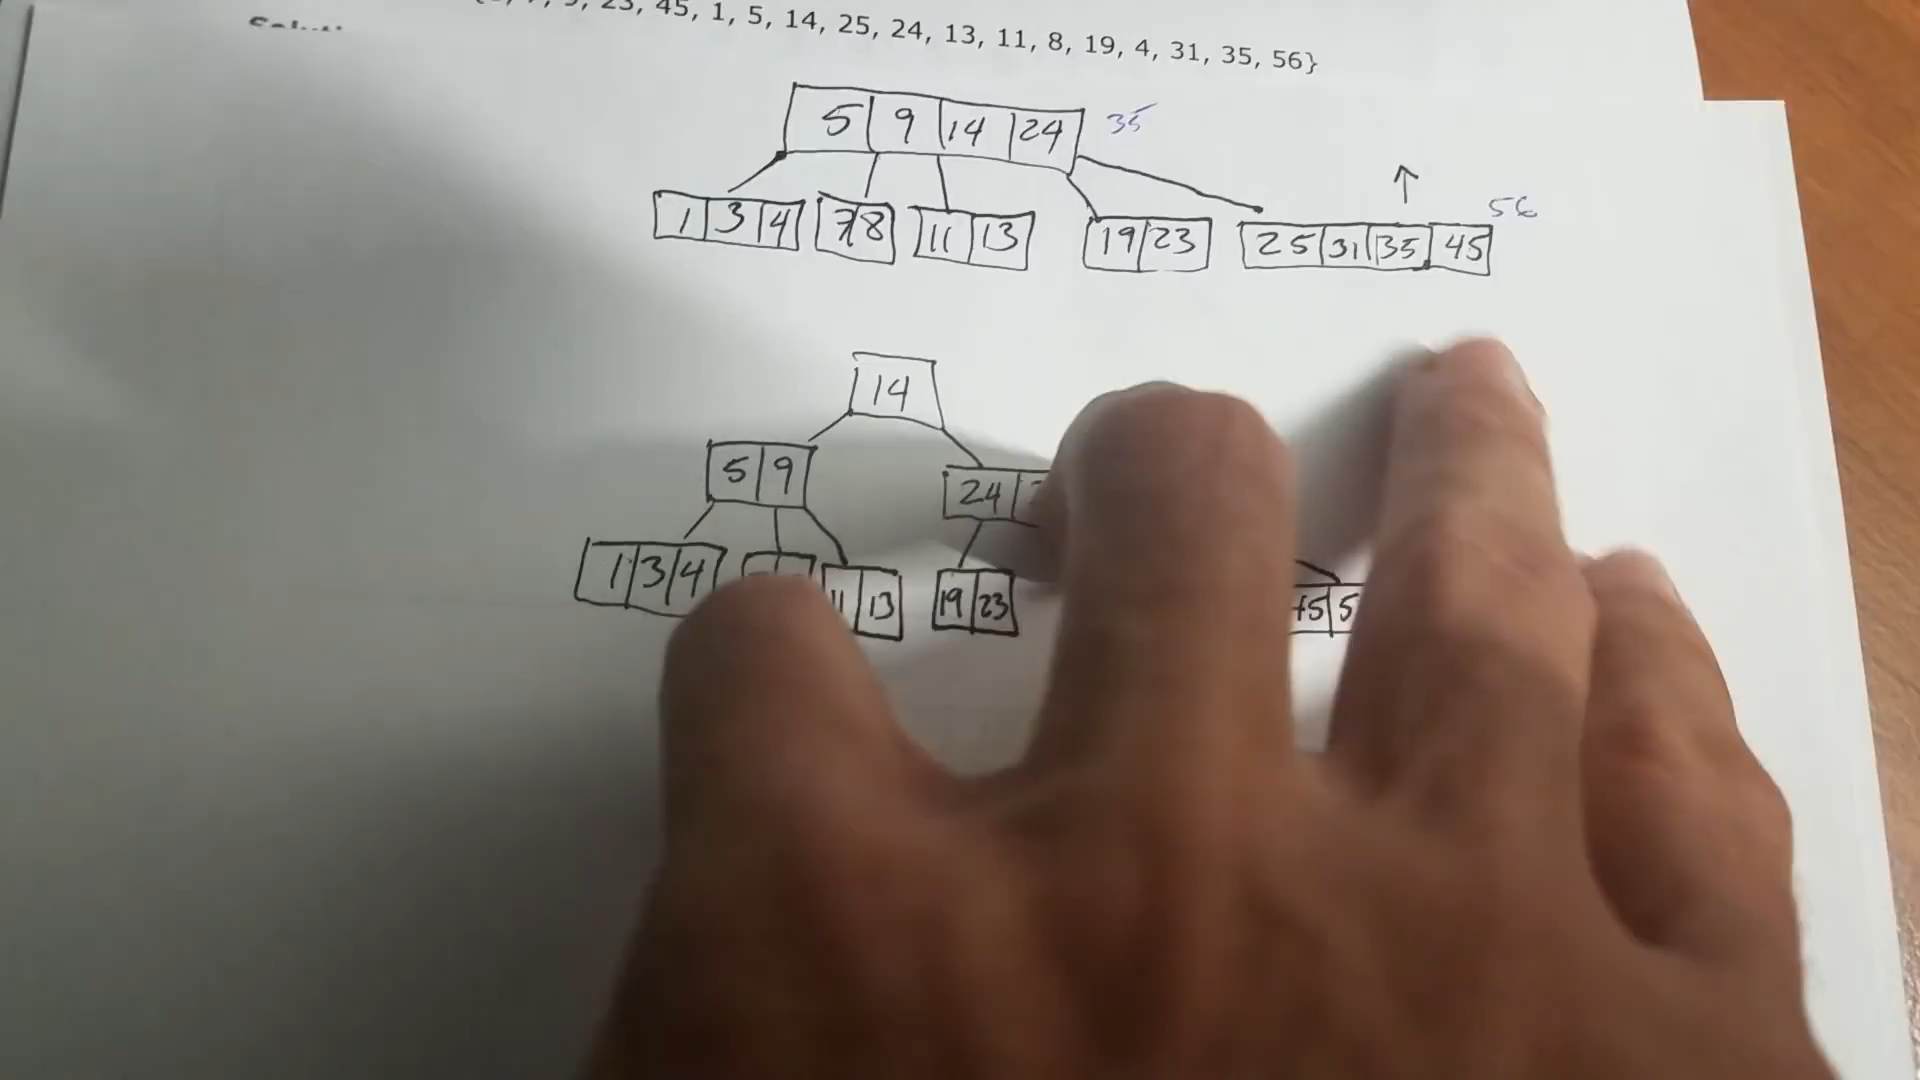 23, 45, 1, 5, 14, 25, 24, 13, 11, 8, 19, 4, 31, 35, 56}
5 9 14 24 35
56
1 3 4 7 8 11 13 19 23 25 31 35 45
14
5 9 24
1 3 4 11 13 19 23